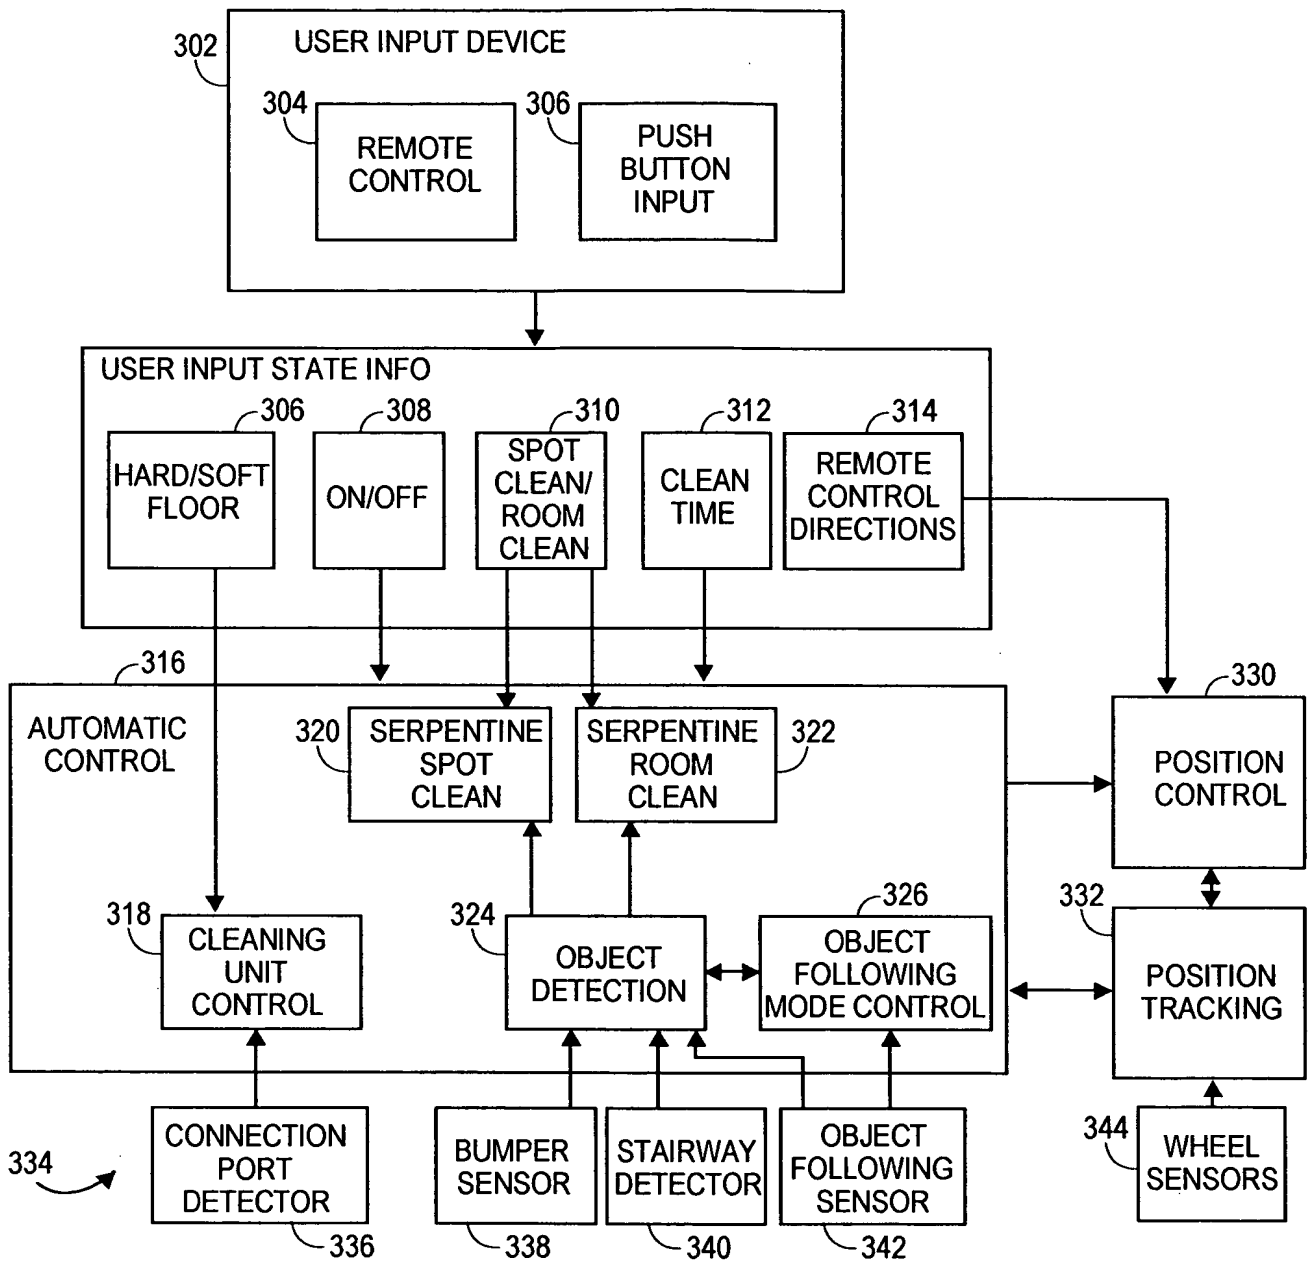 302
USER INPUT DEVICE
304
REMOTE
CONTROL
306
PUSH
BUTTON
INPUT
USER INPUT STATE INFO
306
HARD/SOFT
FLOOR
308
ON/OFF
310
SPOT
CLEAN/
ROOM
CLEAN
312
CLEAN
TIME
314
REMOTE
CONTROL
DIRECTIONS
316
AUTOMATIC
CONTROL
320
SERPENTINE
SPOT
CLEAN
SERPENTINE
ROOM
CLEAN
322
330
POSITION
CONTROL
318
CLEANING
UNIT
CONTROL
324
OBJECT
DETECTION
326
OBJECT
FOLLOWING
MODE CONTROL
332
POSITION
TRACKING
334
CONNECTION
PORT
DETECTOR
336
BUMPER
SENSOR
338
STAIRWAY
DETECTOR
340
OBJECT
FOLLOWING
SENSOR
342
344
WHEEL
SENSORS